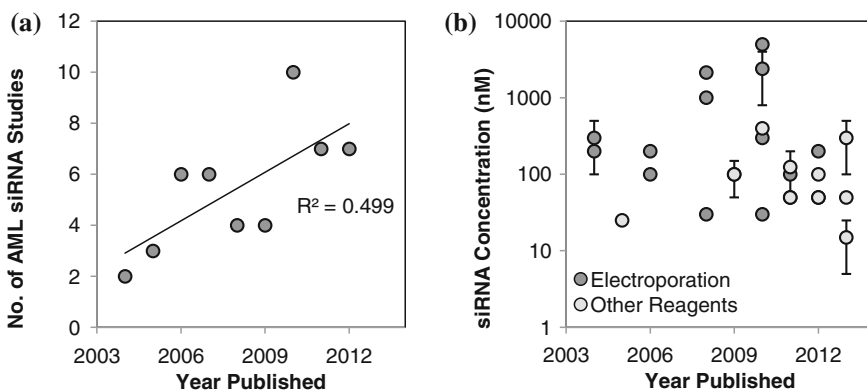 (a)
No. of AML siRNA Studies
12
10
8
6
4
2
0
R² = 0.499
2003
2006
2009
2012
Year Published
(b)
siRNA Concentration (nM)
10000
1000
100
10
1
Electroporation
Other Reagents
2003
2006
2009
2012
Year Published